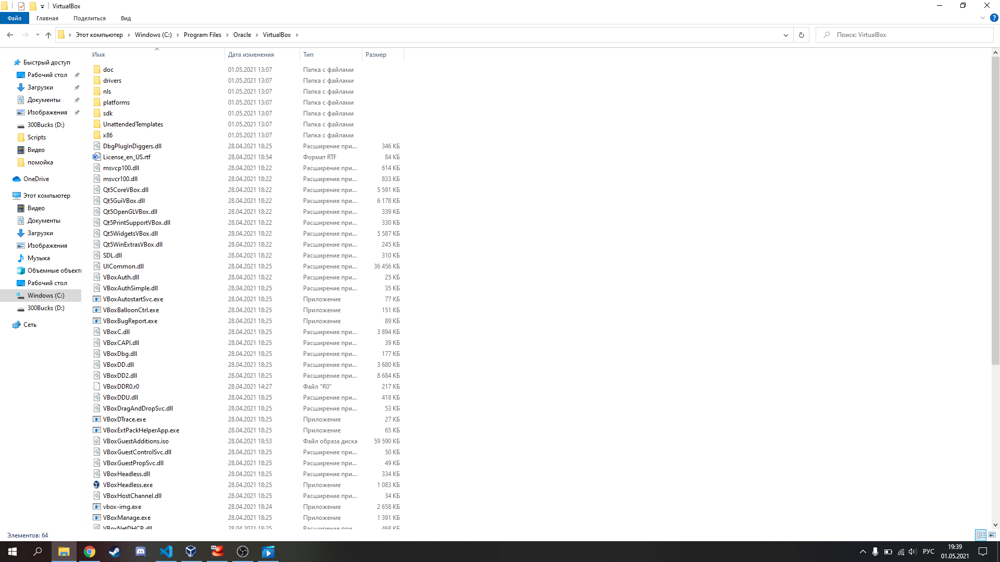 VirtualBox
Файл Главная Поделиться Вид
Этот компьютер Windows (C:) Program Files Oracle VirtualBox Поиск: VirtualBox
Быстрый доступ
Рабочий стол
Загрузки
Документы
Изображения
300Bucks (D:)
Scripts
Видео
помойка
OneDrive
Этот компьютер
Видео
Документы
Загрузки
Изображения
Музыка
Объемные объекты
Рабочий стол
Windows (C:)
300Bucks (D:)
Сеть
Имя Дата изменения Тип Размер
doc 01.05.2021 13:07 Папка с файлами
drivers 01.05.2021 13:07 Папка с файлами
nls 01.05.2021 13:07 Папка с файлами
platforms 01.05.2021 13:07 Папка с файлами
sdk 01.05.2021 13:07 Папка с файлами
UnattendedTemplates 01.05.2021 13:07 Папка с файлами
x86 01.05.2021 13:07 Папка с файлами
DbgPlugInDiggers.dll 28.04.2021 18:25 Расширение при... 346 КБ
License_en_US.rtf 28.04.2021 18:54 Формат RTF 84 КБ
msvcp100.dll 28.04.2021 18:22 Расширение при... 614 КБ
msvcr100.dll 28.04.2021 18:22 Расширение при... 833 КБ
Qt5CoreVBox.dll 28.04.2021 18:22 Расширение при... 5 591 КБ
Qt5GuiVBox.dll 28.04.2021 18:22 Расширение при... 6 178 КБ
Qt5OpenGLVBox.dll 28.04.2021 18:22 Расширение при... 339 КБ
Qt5PrintSupportVBox.dll 28.04.2021 18:22 Расширение при... 330 КБ
Qt5WidgetsVBox.dll 28.04.2021 18:22 Расширение при... 5 587 КБ
Qt5WinExtrasVBox.dll 28.04.2021 18:22 Расширение при... 245 КБ
SDL.dll 28.04.2021 18:22 Расширение при... 310 КБ
UICommon.dll 28.04.2021 18:25 Расширение при... 36 456 КБ
VBoxAuth.dll 28.04.2021 18:22 Расширение при... 25 КБ
VBoxAuthSimple.dll 28.04.2021 18:25 Расширение при... 35 КБ
VBoxAutostartSvc.exe 28.04.2021 18:25 Приложение 77 КБ
VBoxBalloonCtrl.exe 28.04.2021 18:25 Приложение 151 КБ
VBoxBugReport.exe 28.04.2021 18:25 Приложение 89 КБ
VBoxC.dll 28.04.2021 18:25 Расширение при... 3 894 КБ
VBoxCAPI.dll 28.04.2021 18:25 Расширение при... 39 КБ
VBoxDbg.dll 28.04.2021 18:25 Расширение при... 177 КБ
VBoxDD.dll 28.04.2021 18:25 Расширение при... 3 680 КБ
VBoxDD2.dll 28.04.2021 18:25 Расширение при... 8 684 КБ
VBoxDDR0.r0 28.04.2021 14:27 Файл "R0" 217 КБ
VBoxDDU.dll 28.04.2021 18:25 Расширение при... 418 КБ
VBoxDragAndDropSvc.dll 28.04.2021 18:25 Расширение при... 53 КБ
VBoxDTrace.exe 28.04.2021 18:25 Приложение 27 КБ
VBoxExtPackHelperApp.exe 28.04.2021 18:25 Приложение 65 КБ
VBoxGuestAdditions.iso 28.04.2021 18:53 Файл образа диска 59 590 КБ
VBoxGuestControlSvc.dll 28.04.2021 18:25 Расширение при... 50 КБ
VBoxGuestPropSvc.dll 28.04.2021 18:25 Расширение при... 49 КБ
VBoxHeadless.dll 28.04.2021 18:25 Расширение при... 334 КБ
VBoxHeadless.exe 28.04.2021 18:25 Приложение 1 083 КБ
VBoxHostChannel.dll 28.04.2021 18:25 Расширение при... 34 КБ
vbox-img.exe 28.04.2021 18:24 Приложение 2 658 КБ
VBoxManage.exe 28.04.2021 18:25 Приложение 1 391 КБ
VBoxNetDHCP.dll 28.04.2021 18:25 Расширение при... 468 КБ
Элементов: 64
РУС 19:39
01.05.2021